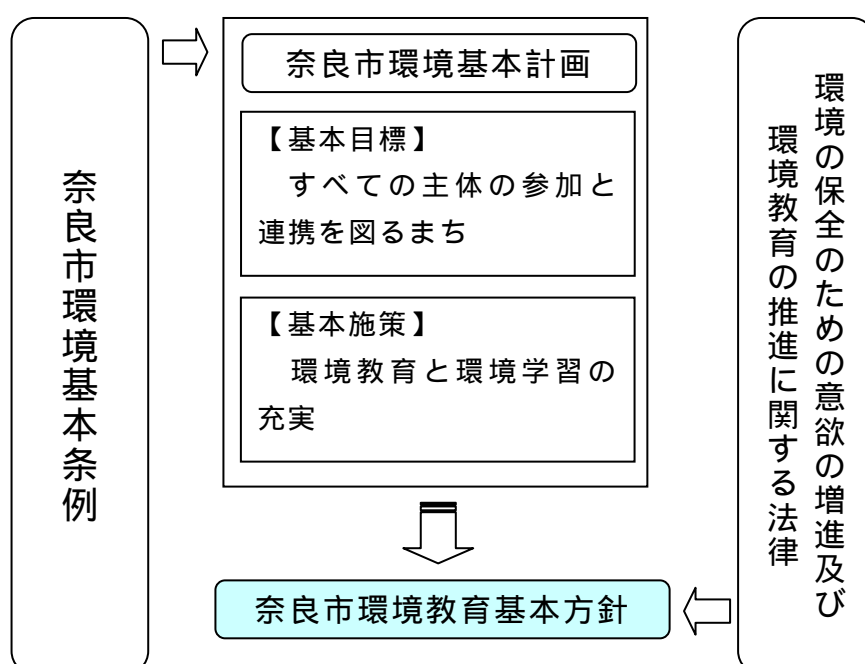 奈良市環境基本条例
奈良市環境基本計画
【基本目標】
すべての主体の参加と
連携を図るまち
【基本施策】
環境教育と環境学習の
充実
奈良市環境教育基本方針
環境の保全のための意欲の増進及び
環境教育の推進に関する法律